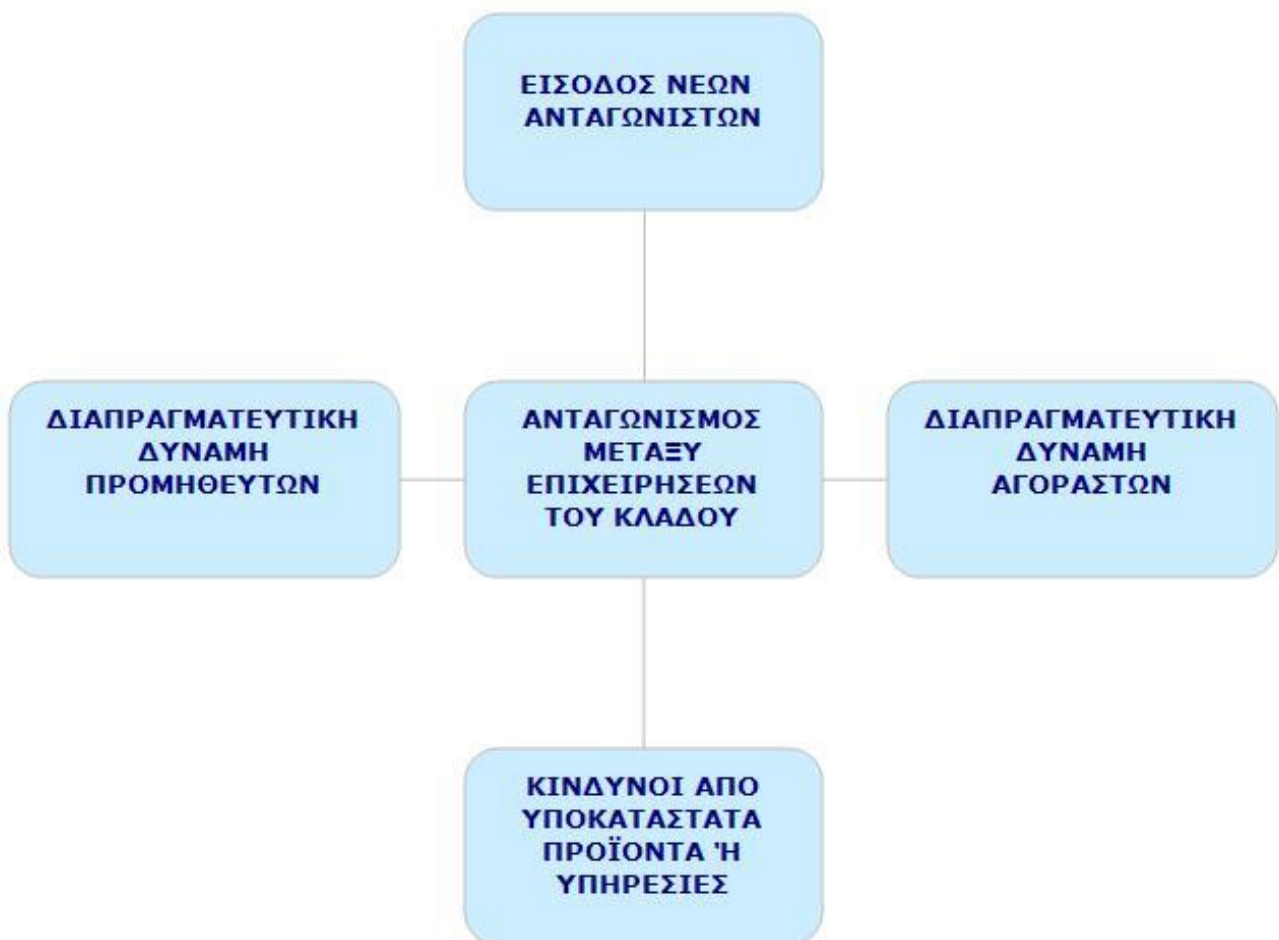 ΕΙΣΟΔΟΣ ΝΕΩΝ
ΑΝΤΑΓΩΝΙΣΤΩΝ
ΔΙΑΠΡΑΓΜΑΤΕΥΤΙΚΗ
ΔΥΝΑΜΗ
ΠΡΟΜΗΘΕΥΤΩΝ
ΑΝΤΑΓΩΝΙΣΜΟΣ
ΜΕΤΑΞΥ
ΕΠΙΧΕΙΡΗΣΕΩΝ
ΤΟΥ ΚΛΑΔΟΥ
ΔΙΑΠΡΑΓΜΑΤΕΥΤΙΚΗ
ΔΥΝΑΜΗ
ΑΓΟΡΑΣΤΩΝ
ΚΙΝΔΥΝΟΙ ΑΠΟ
ΥΠΟΚΑΤΑΣΤΑΤΑ
ΠΡΟΪΟΝΤΑ Ή
ΥΠΗΡΕΣΙΕΣ